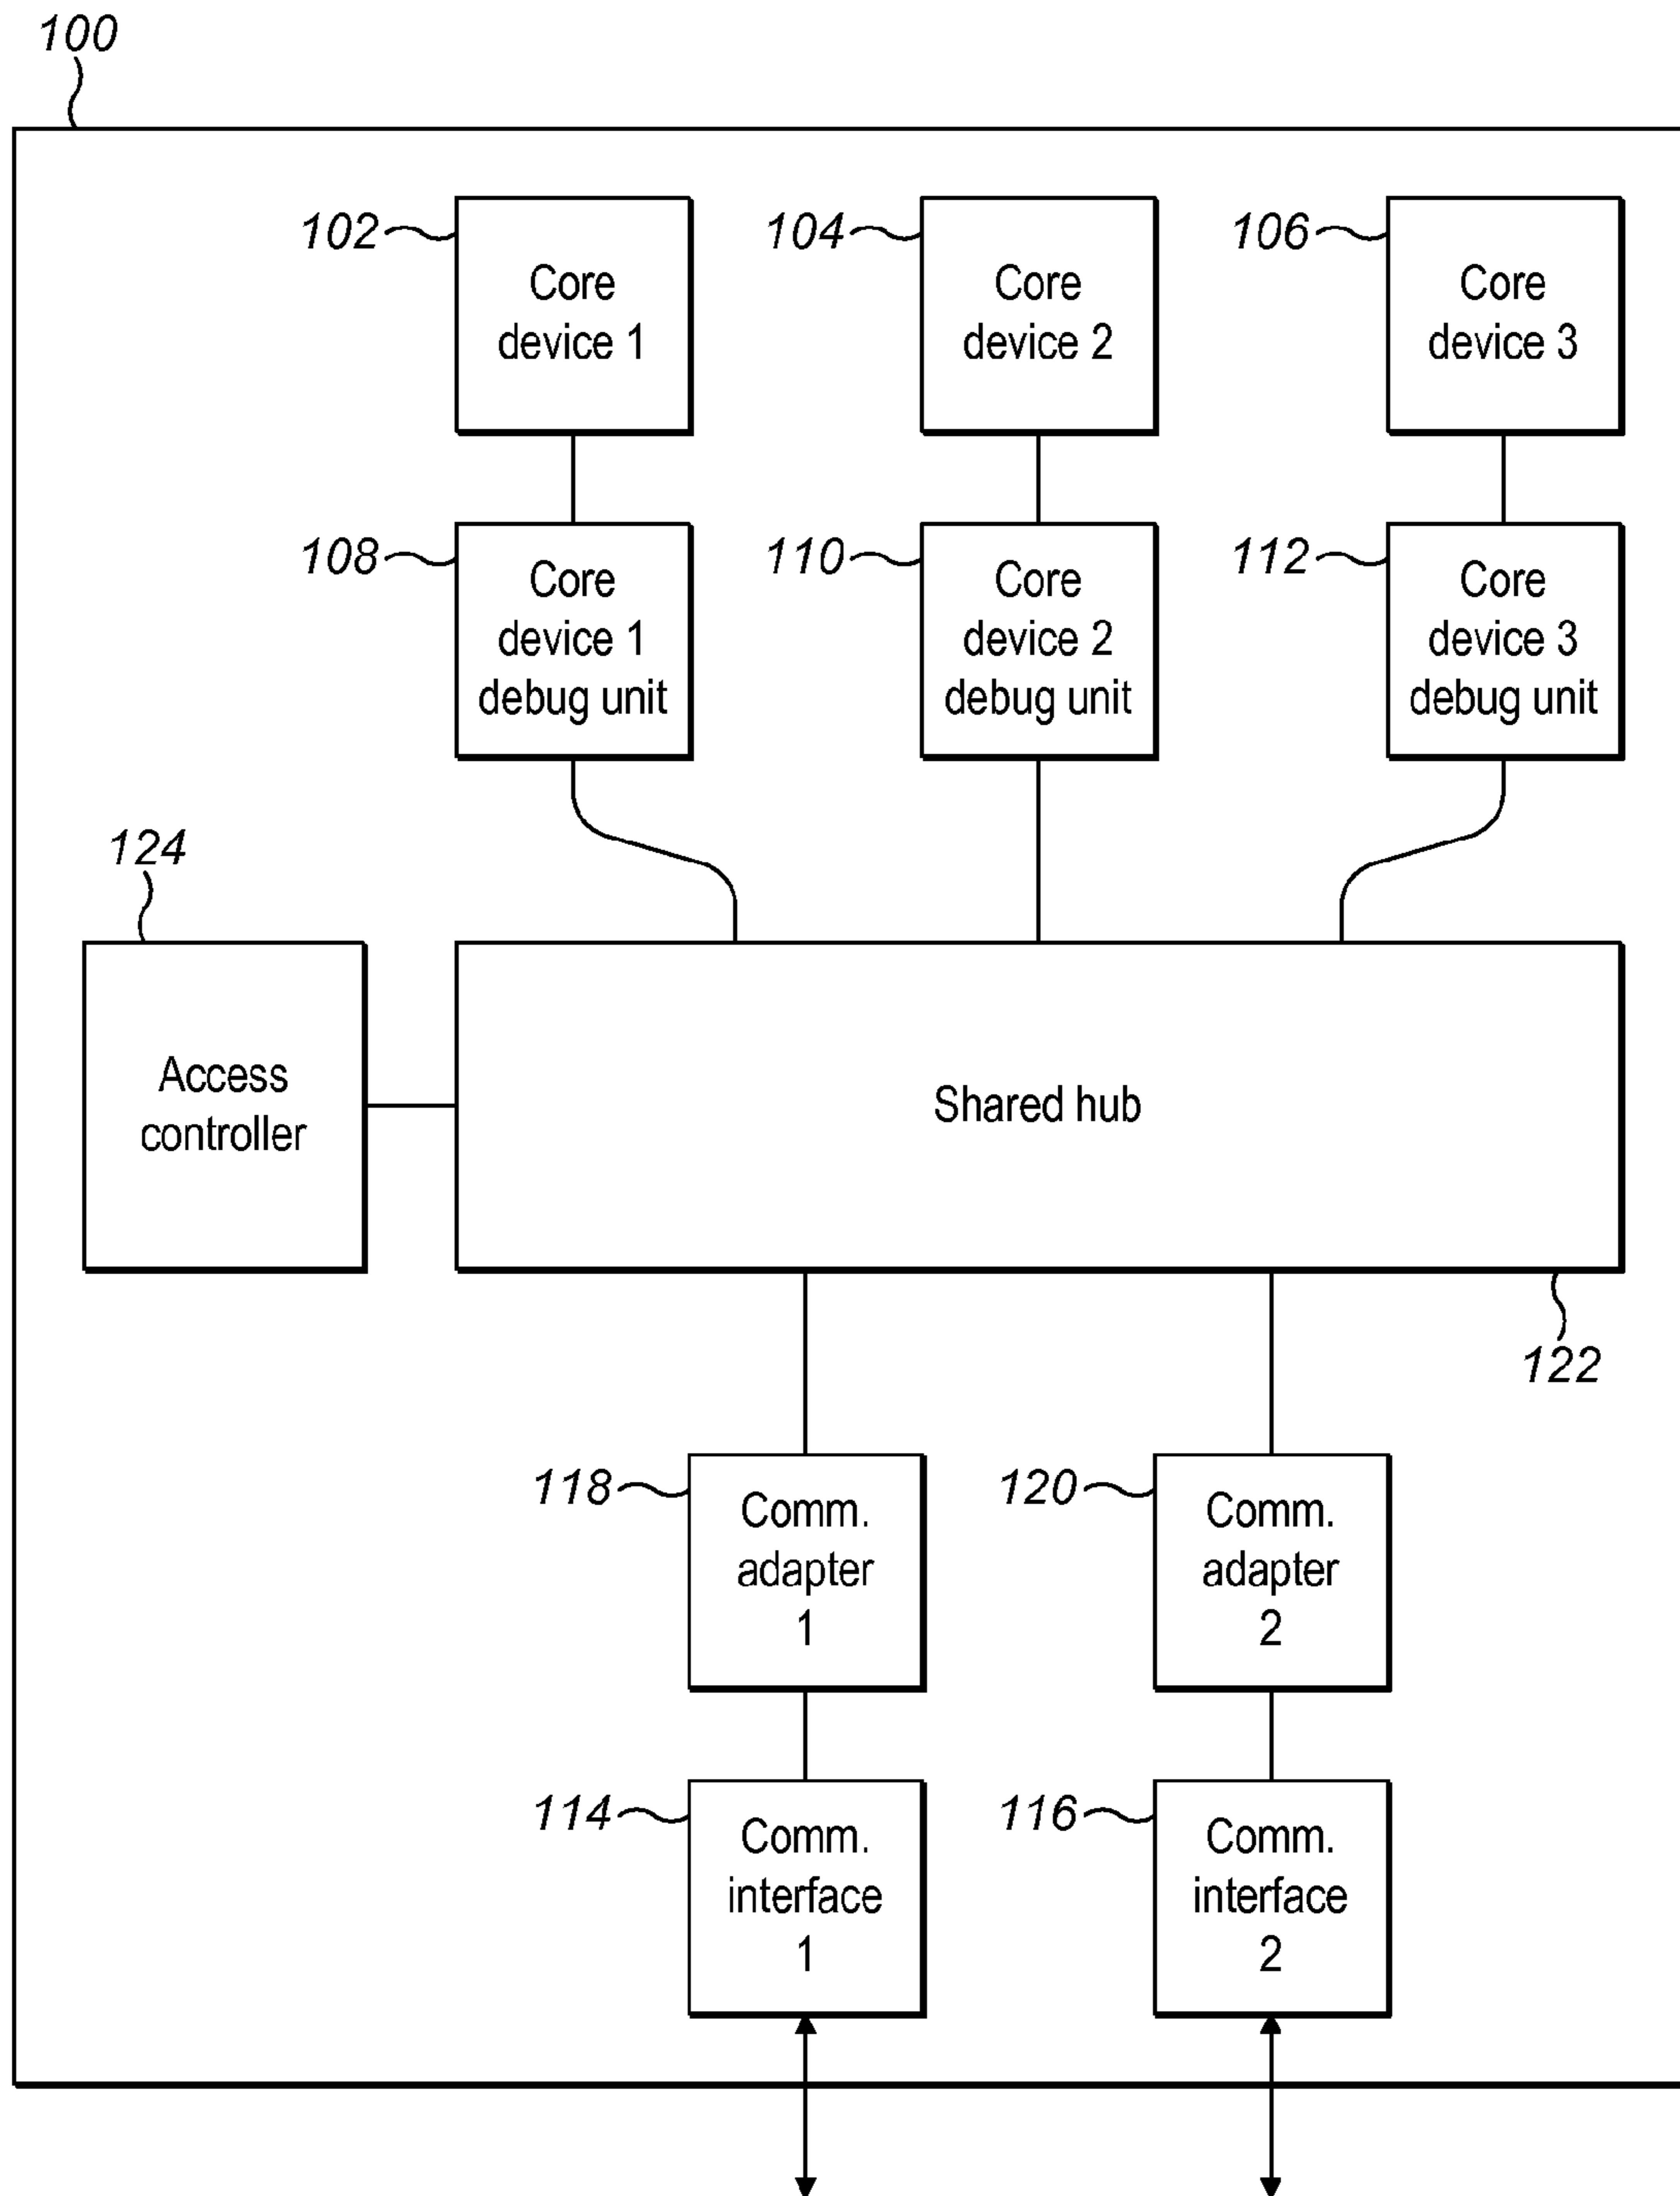 100
102
Core
device 1
104
Core
device 2
106
Core
device 3
108
Core
device 1
debug unit
110
Core
device 2
debug unit
112
Core
device 3
debug unit
124
Access
controller
Shared hub
122
118
Comm.
adapter
1
120
Comm.
adapter
2
114
Comm.
interface
1
116
Comm.
interface
2